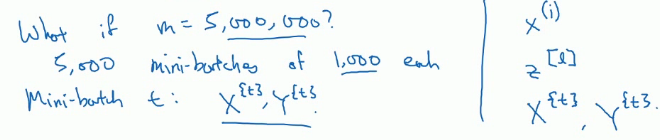 What if m = 5,000,000?
5,000 mini-batches of 1,000 each
Mini-batch t: X^{t}, Y^{t}.
x^(i)
z^[l]
X^{t}, Y^{t}.